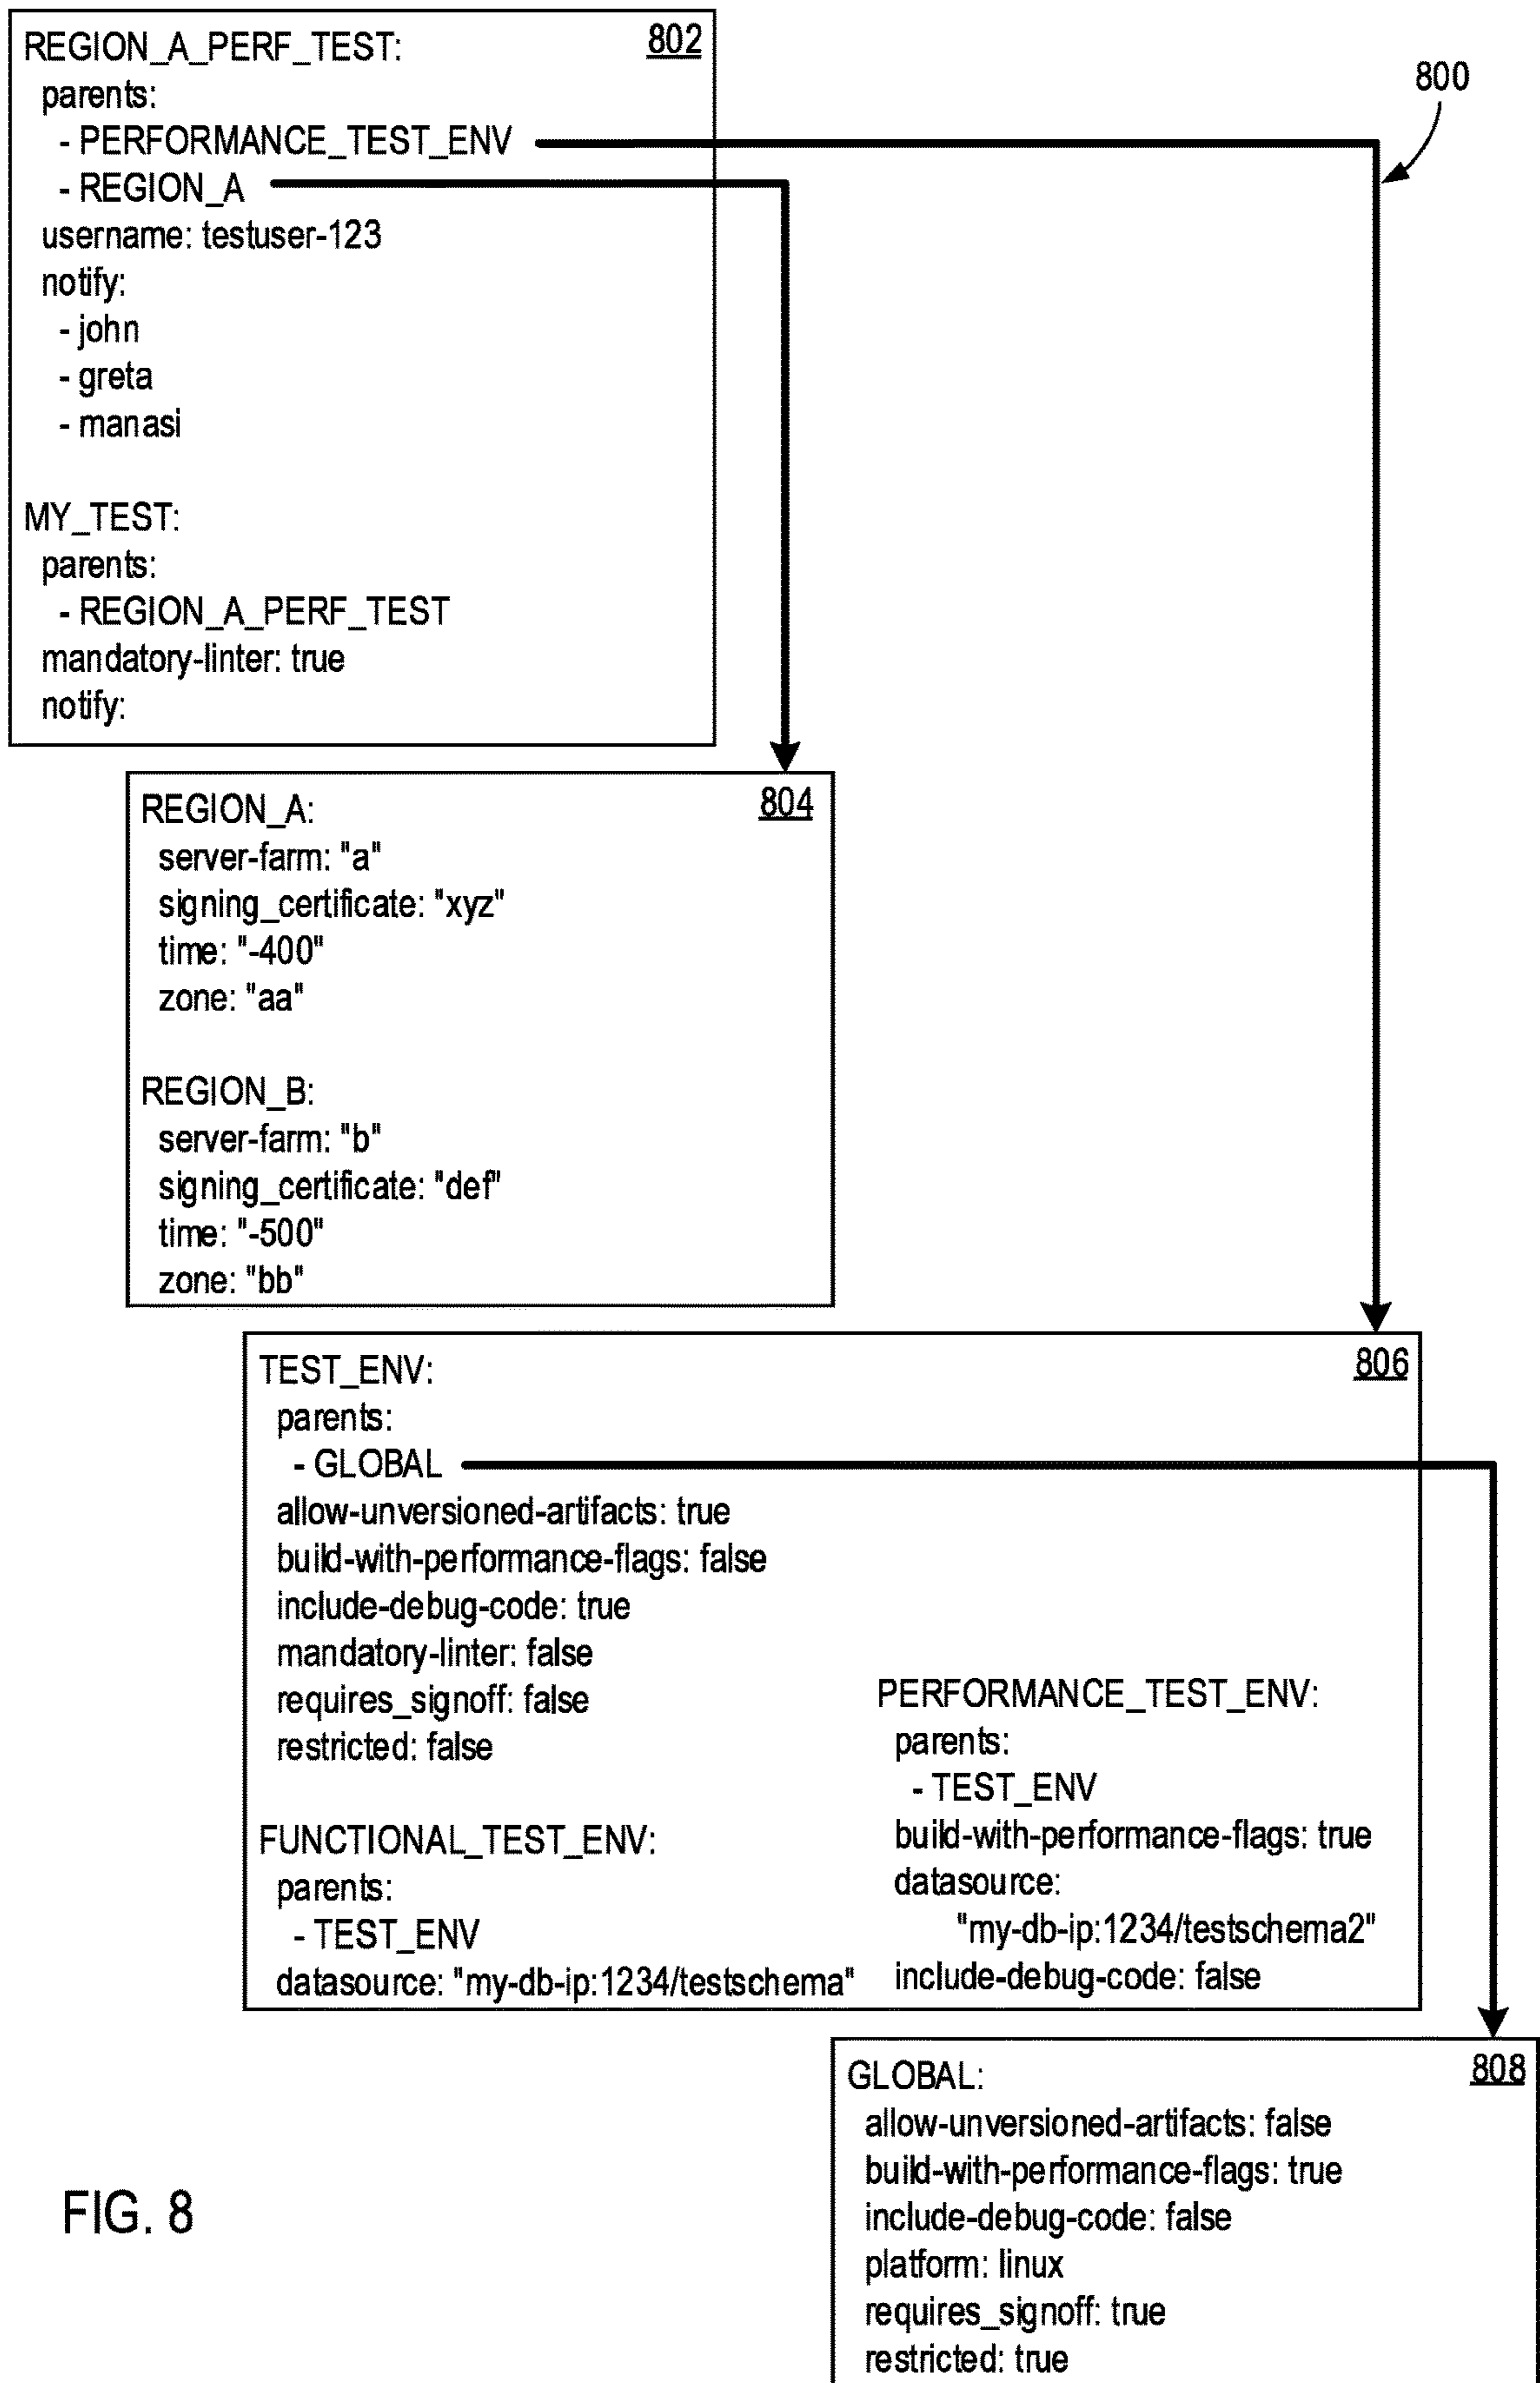 802
REGION_A_PERF_TEST:
parents:
- PERFORMANCE_TEST_ENV
- REGION_A
username: testuser-123
notify:
- john
- greta
- manasi
MY_TEST:
parents:
- REGION_A_PERF_TEST
mandatory-linter: true
notify:
800
804
REGION_A:
server-farm: "a"
signing_certificate: "xyz"
time: "-400"
zone: "aa"
REGION_B:
server-farm: "b"
signing_certificate: "def"
time: "-500"
zone: "bb"
806
TEST_ENV:
parents:
- GLOBAL
allow-unversioned-artifacts: true
build-with-performance-flags: false
include-debug-code: true
mandatory-linter: false
requires_signoff: false
restricted: false
FUNCTIONAL_TEST_ENV:
parents:
- TEST_ENV
datasource: "my-db-ip:1234/testschema"
PERFORMANCE_TEST_ENV:
parents:
- TEST_ENV
build-with-performance-flags: true
datasource:
"my-db-ip:1234/testschema2"
include-debug-code: false
808
GLOBAL:
allow-unversioned-artifacts: false
build-with-performance-flags: true
include-debug-code: false
platform: linux
requires_signoff: true
restricted: true
FIG. 8